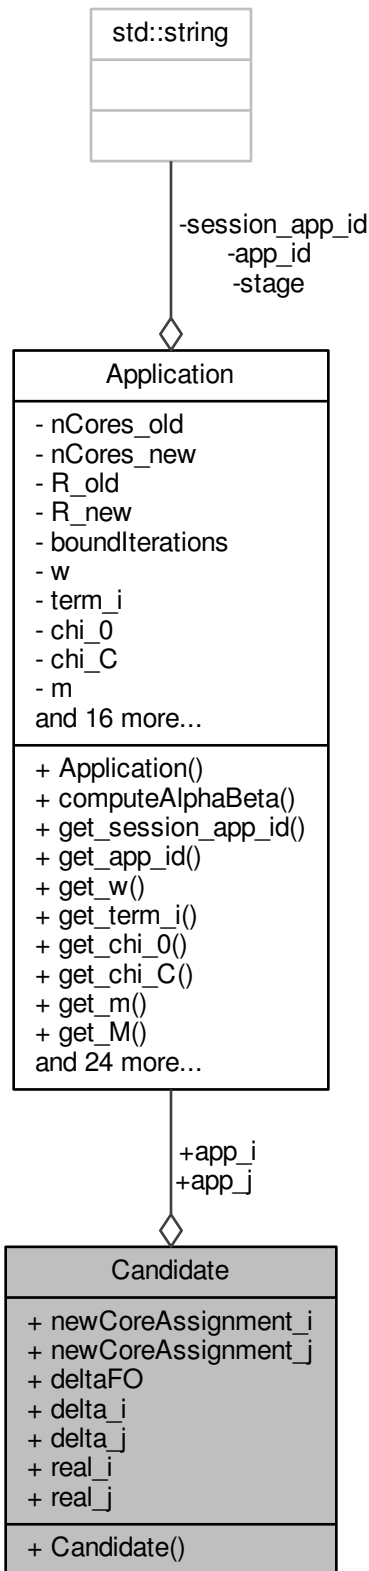 std::string
-session_app_id
-app_id
-stage
Application
- nCores_old
- nCores_new
- R_old
- R_new
- boundIterations
- w
- term_i
- chi_0
- chi_C
- m
and 16 more...
+ Application()
+ computeAlphaBeta()
+ get_session_app_id()
+ get_app_id()
+ get_w()
+ get_term_i()
+ get_chi_0()
+ get_chi_C()
+ get_m()
+ get_M()
and 24 more...
+app_i
+app_j
Candidate
+ newCoreAssignment_i
+ newCoreAssignment_j
+ deltaFO
+ delta_i
+ delta_j
+ real_i
+ real_j
+ Candidate()